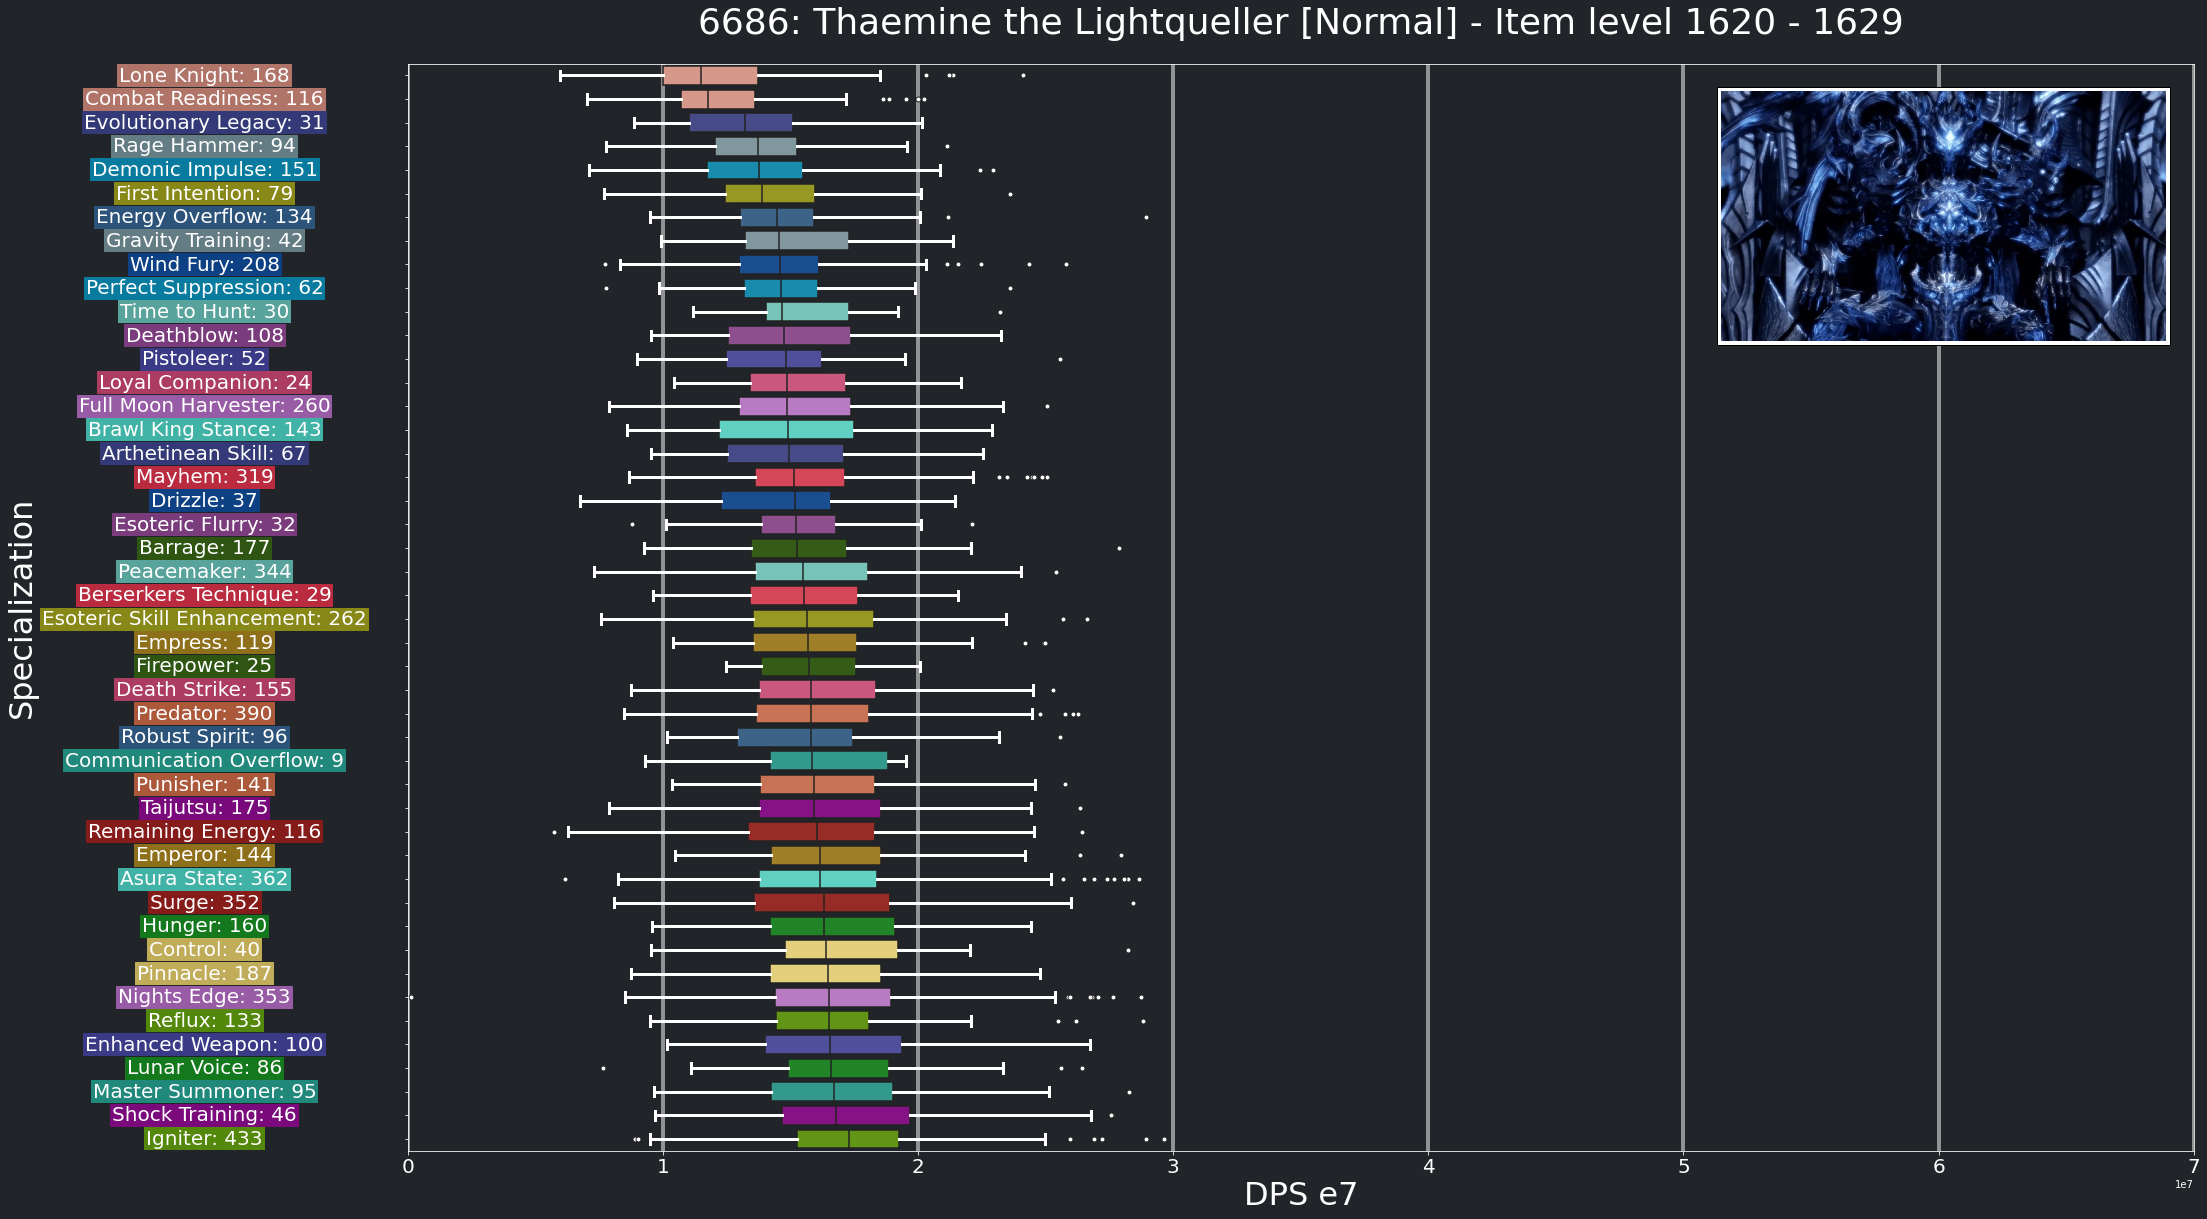 6686: Thaemine the Lightqueller [Normal] - Item level 1620 - 1629
Lone Knight: 168
Combat Readiness: 116
Evolutionary Legacy: 31
Rage Hammer: 94
Demonic Impulse: 151
First Intention: 79
Energy Overflow: 134
Gravity Training: 42
Wind Fury: 208
Perfect Suppression: 62
Time to Hunt: 30
Deathblow: 108
Pistoleer: 52
Loyal Companion: 24
Full Moon Harvester: 260
Brawl King Stance: 143
Arthetinean Skill: 67
Mayhem: 319
Drizzle: 37
Esoteric Flurry: 32
Barrage: 177
Peacemaker: 344
Berserkers Technique: 29
Esoteric Skill Enhancement: 262
Empress: 119
Firepower: 25
Death Strike: 155
Predator: 390
Robust Spirit: 96
Communication Overflow: 9
Punisher: 141
Taijutsu: 175
Remaining Energy: 116
Emperor: 144
Asura State: 362
Surge: 352
Hunger: 160
Control: 40
Pinnacle: 187
Nights Edge: 353
Reflux: 133
Enhanced Weapon: 100
Lunar Voice: 86
Master Summoner: 95
Shock Training: 46
Igniter: 433
Specialization
0 1 2 3 4 5 6 7
1e7
DPS e7